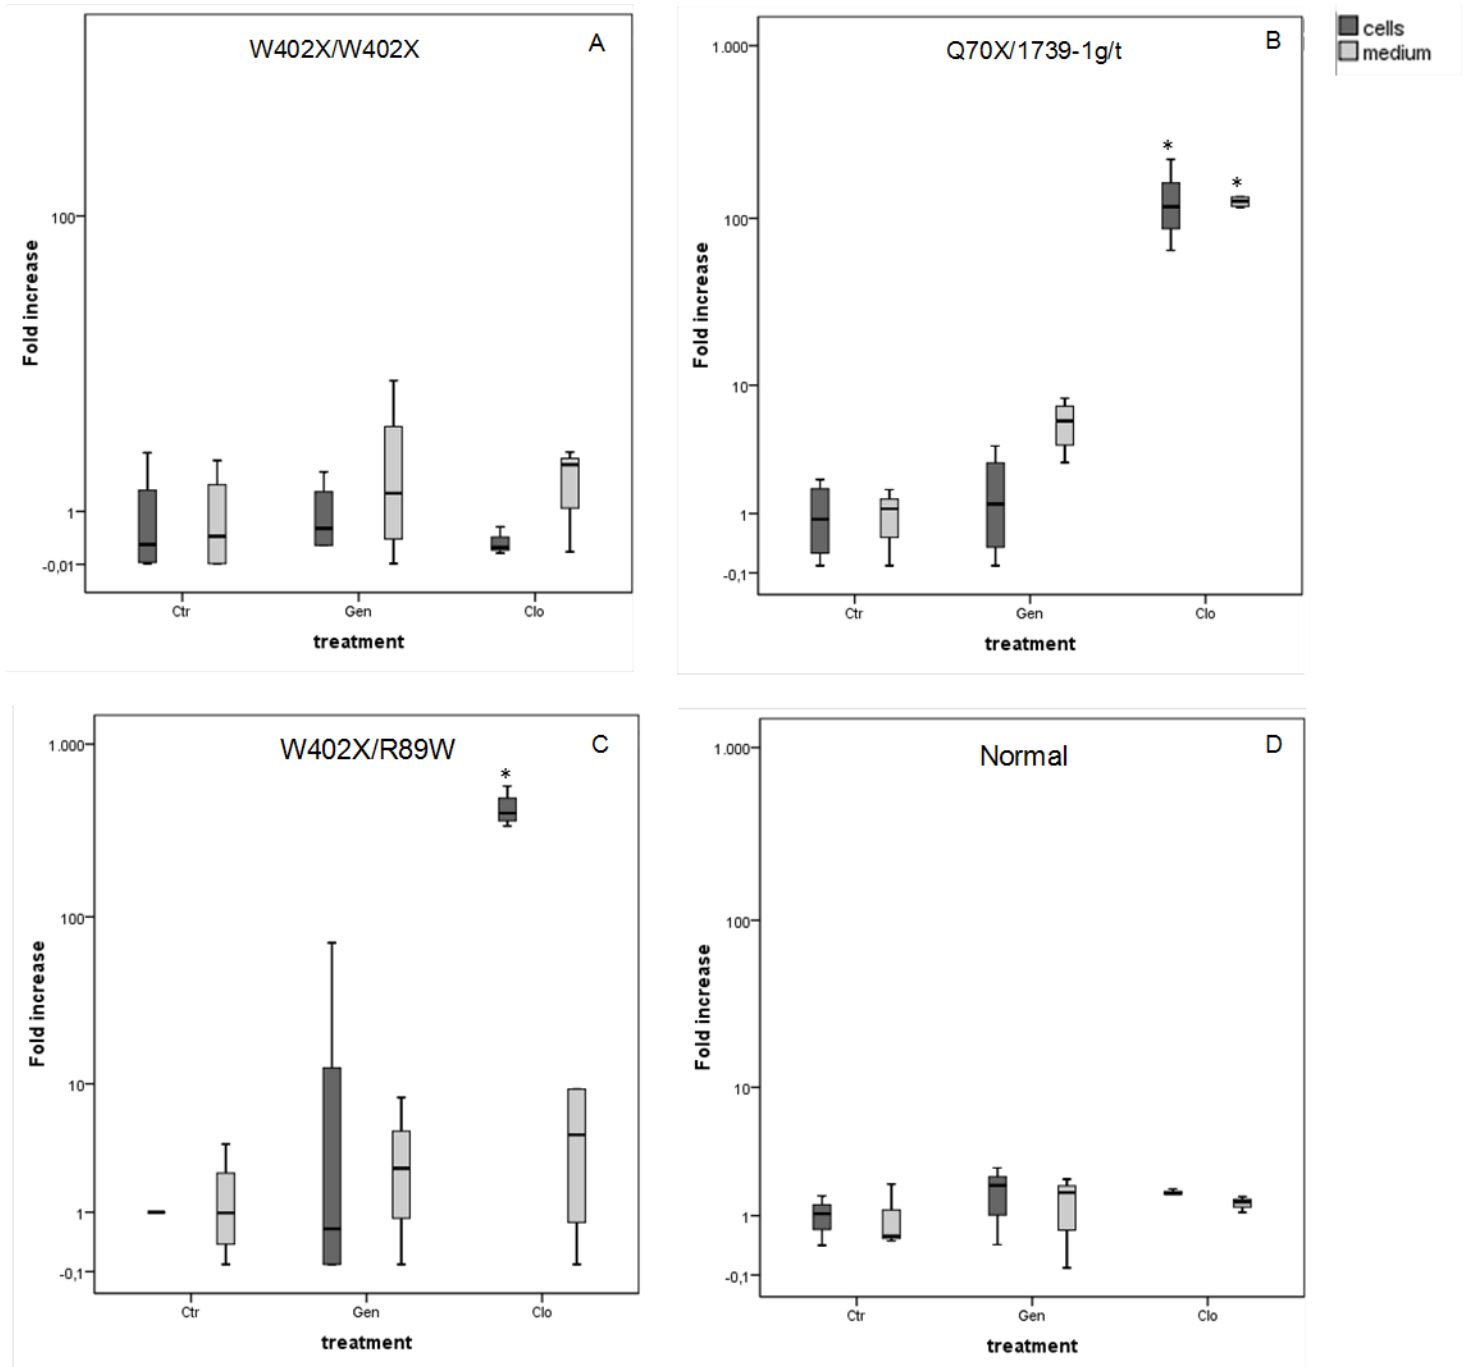 W402X/W402X
A
100
1
-0,01
Fold increase
Ctr
Gen
Clo
treatment
Q70X/1739-1g/t
B
1.000
100
10
1
-0,1
Fold increase
*
*
Ctr
Gen
Clo
treatment
cells
medium
W402X/R89W
C
1.000
100
10
1
-0,1
Fold increase
*
Ctr
Gen
Clo
treatment
Normal
D
1.000
100
10
1
-0,1
Fold increase
Ctr
Gen
Clo
treatment